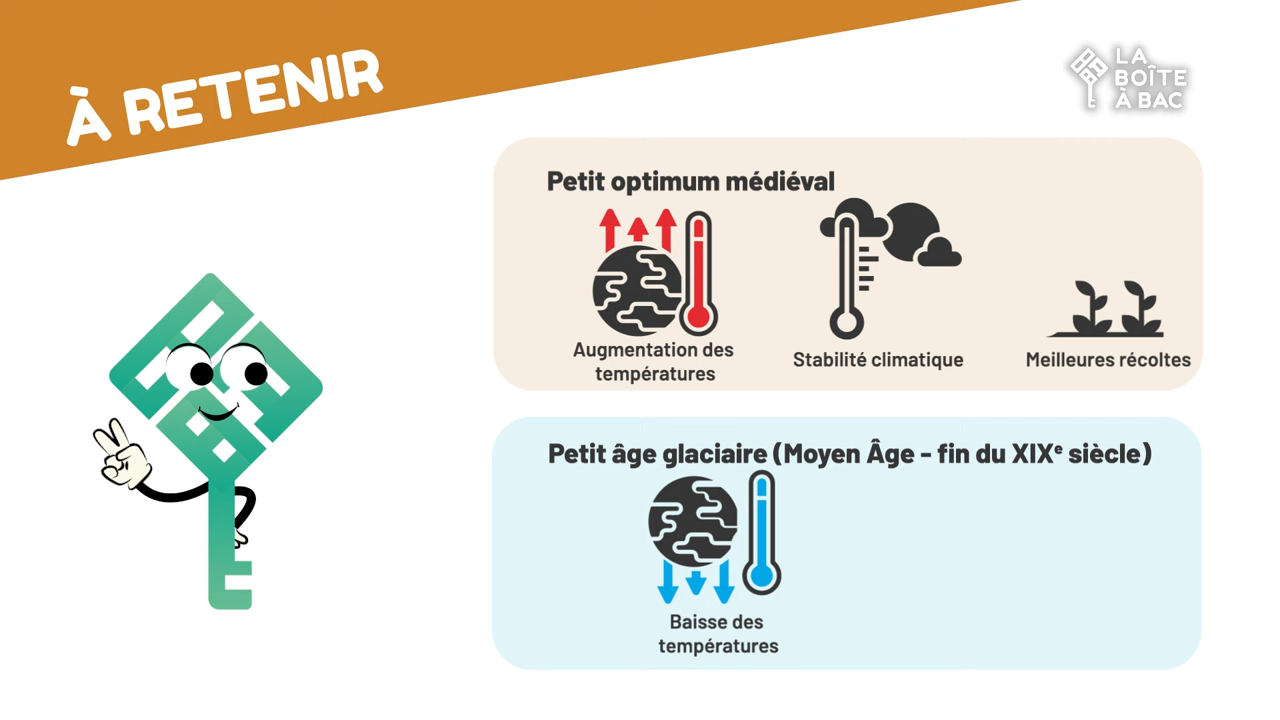 À RETENIR
LA
BOÎTE
À BAC
Petit optimum médiéval
Augmentation des
températures
Stabilité climatique
Meilleures récoltes
Petit âge glaciaire (Moyen Âge - fin du XIXᵉ siècle)
Baisse des
températures